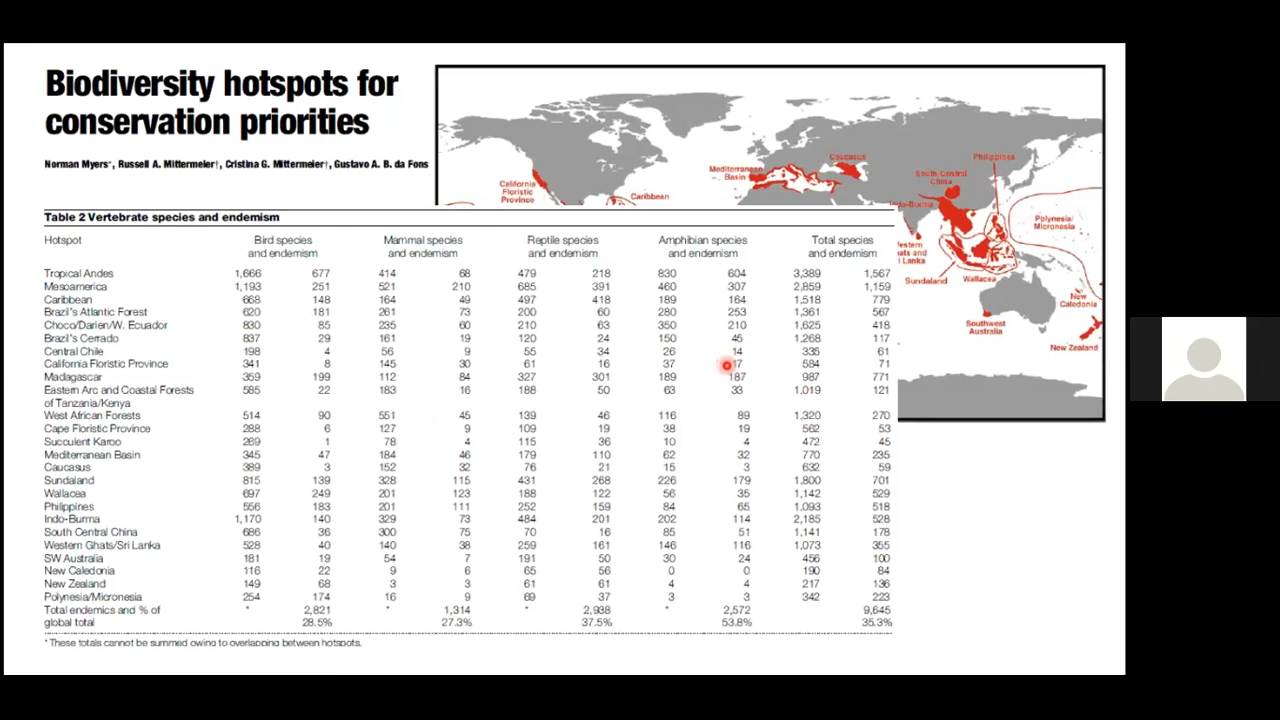 Biodiversity hotspots for
conservation priorities
Norman Myers*, Russell A. Mittermeier†, Cristina G. Mittermeier†, Gustavo A. B. da Fons
California
Floristic
Province
Caribbean
Mediterranean
Basin
Caucasus
Philippines
South-Central
China
Indo-Burma
Western
Ghats and
Sri Lanka
Sundaland
Wallacea
Polynesia/
Micronesia
New
Caledonia
Southwest
Australia
New Zealand
Table 2 Vertebrate species and endemism
Hotspot Bird species and endemism Mammal species and endemism Reptile species and endemism Amphibian species and endemism Total species and endemism
Tropical Andes 1,666 677 414 68 479 218 830 604 3,389 1,567
Mesoamerica 1,193 251 521 210 685 391 460 307 2,859 1,159
Caribbean 668 148 164 49 497 418 189 164 1,518 779
Brazil's Atlantic Forest 620 181 261 73 200 60 280 253 1,361 567
Choco/Darien/W. Ecuador 830 85 235 60 210 63 350 210 1,625 418
Brazil's Cerrado 837 29 161 19 120 24 150 45 1,268 117
Central Chile 198 4 56 9 55 34 26 14 335 61
California Floristic Province 341 8 145 30 61 16 37 17 584 71
Madagascar 359 199 112 84 327 301 189 187 987 771
Eastern Arc and Coastal Forests 585 22 183 16 188 50 63 33 1,019 121
of Tanzania/Kenya
West African Forests 514 90 551 45 139 46 116 89 1,320 270
Cape Floristic Province 288 6 127 9 109 19 38 19 562 53
Succulent Karoo 269 1 78 4 115 36 10 4 472 45
Mediterranean Basin 345 47 184 46 179 110 62 32 770 235
Caucasus 389 3 152 32 76 21 15 3 632 59
Sundaland 815 139 328 115 431 268 226 179 1,800 701
Wallacea 697 249 201 123 188 122 56 35 1,142 529
Philippines 556 183 201 111 252 159 84 65 1,093 518
Indo-Burma 1,170 140 329 73 484 201 202 114 2,185 528
South Central China 686 36 300 75 70 16 85 51 1,141 178
Western Ghats/Sri Lanka 528 40 140 38 259 161 146 116 1,073 355
SW Australia 181 19 54 7 191 50 30 24 456 100
New Caledonia 116 22 9 6 65 56 0 0 190 84
New Zealand 149 68 3 3 61 61 4 4 217 136
Polynesia/Micronesia 254 174 16 9 69 37 3 3 342 223
Total endemics and % of * 2,821 * 1,314 * 2,938 * 2,572 9,645
global total 28.5% 27.3% 37.5% 53.8% 35.3%
* These totals cannot be summed owing to overlapping between hotspots.